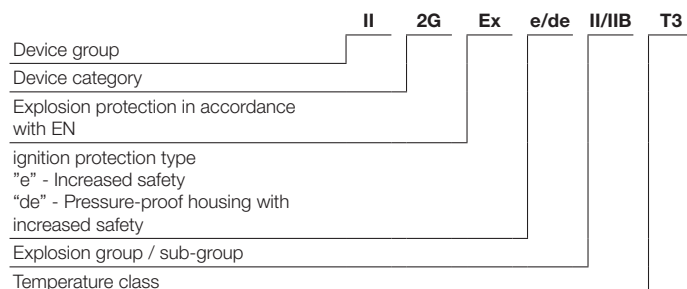 II 2G Ex e/de II/IIB T3
Device group
Device category
Explosion protection in accordance
with EN
ignition protection type
”e” - Increased safety
“de” - Pressure-proof housing with
increased safety
Explosion group / sub-group
Temperature class